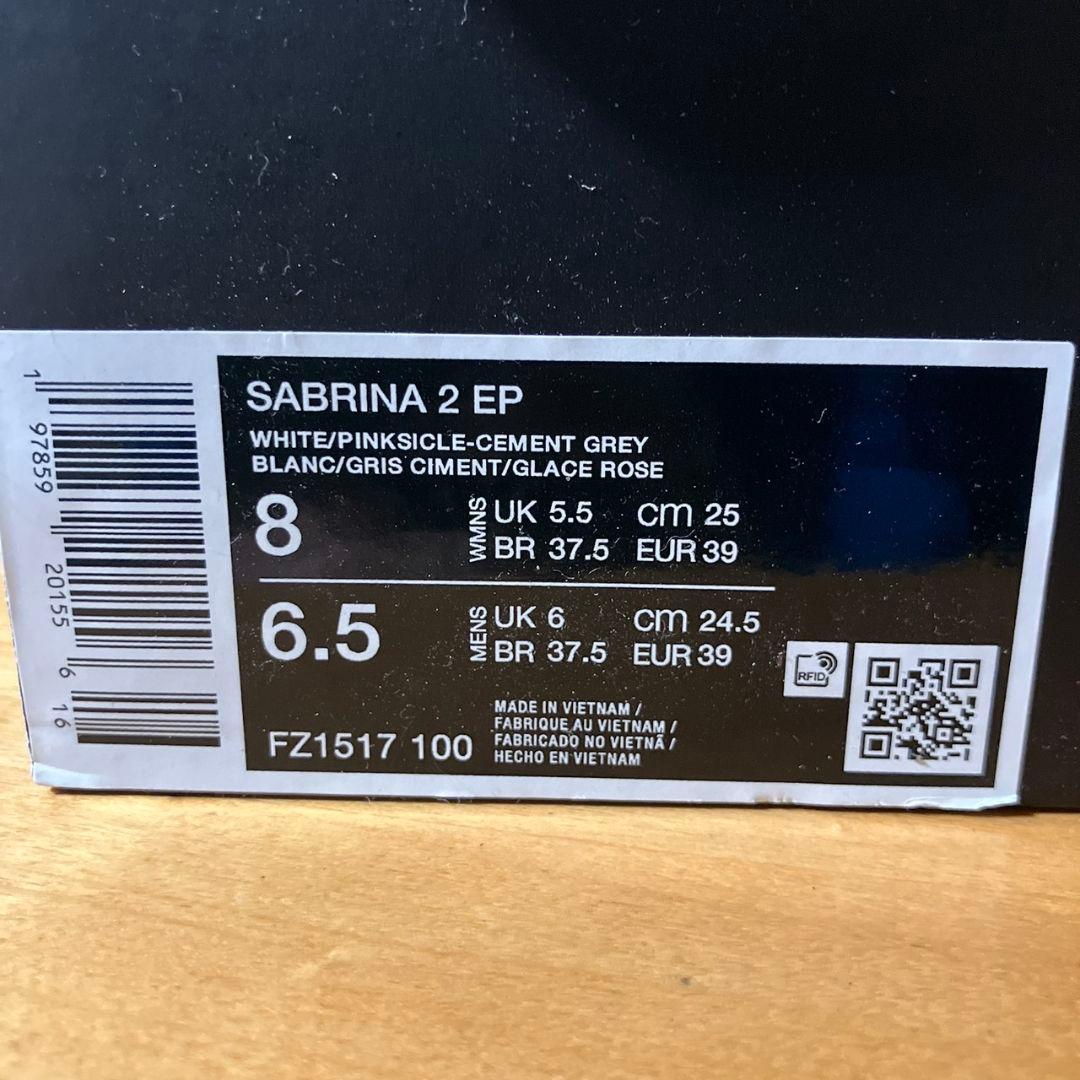 1 97859 20155 6 16
SABRINA 2 EP
WHITE/PINKSICLE-CEMENT GREY
BLANC/GRIS CIMENT/GLAÇE ROSE
8 WMNS UK 5.5 cm 25
BR 37.5 EUR 39
6.5 MENS UK 6 cm 24.5
BR 37.5 EUR 39
RFID
MADE IN VIETNAM /
FABRIQUE AU VIETNAM /
FABRICADO NO VIETNÃ /
HECHO EN VIETNAM
FZ1517 100